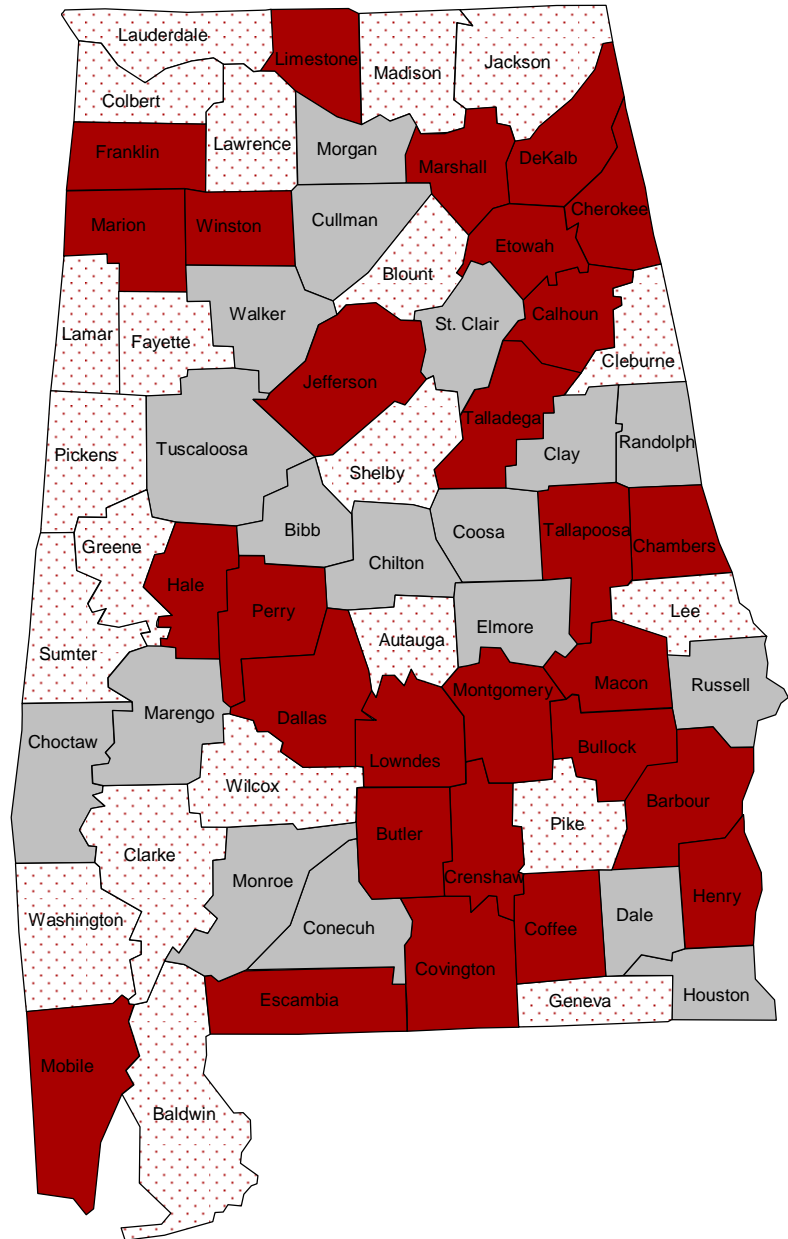 Lauderdale
Limestone
Madison
Jackson
Colbert
Lawrence
Franklin
Morgan
Marshall
DeKalb
Cherokee
Marion
Winston
Cullman
Etowah
Blount
Lamar
Fayette
Walker
St. Clair
Calhoun
Cleburne
Jefferson
Talladega
Pickens
Tuscaloosa
Shelby
Clay
Randolph
Greene
Bibb
Coosa
Tallapoosa
Chambers
Hale
Chilton
Perry
Lee
Sumter
Autauga
Elmore
Marengo
Dallas
Montgomery
Macon
Russell
Choctaw
Lowndes
Bullock
Wilcox
Barbour
Clarke
Butler
Pike
Monroe
Crenshaw
Henry
Washington
Conecuh
Coffee
Dale
Covington
Escambia
Geneva
Houston
Mobile
Baldwin